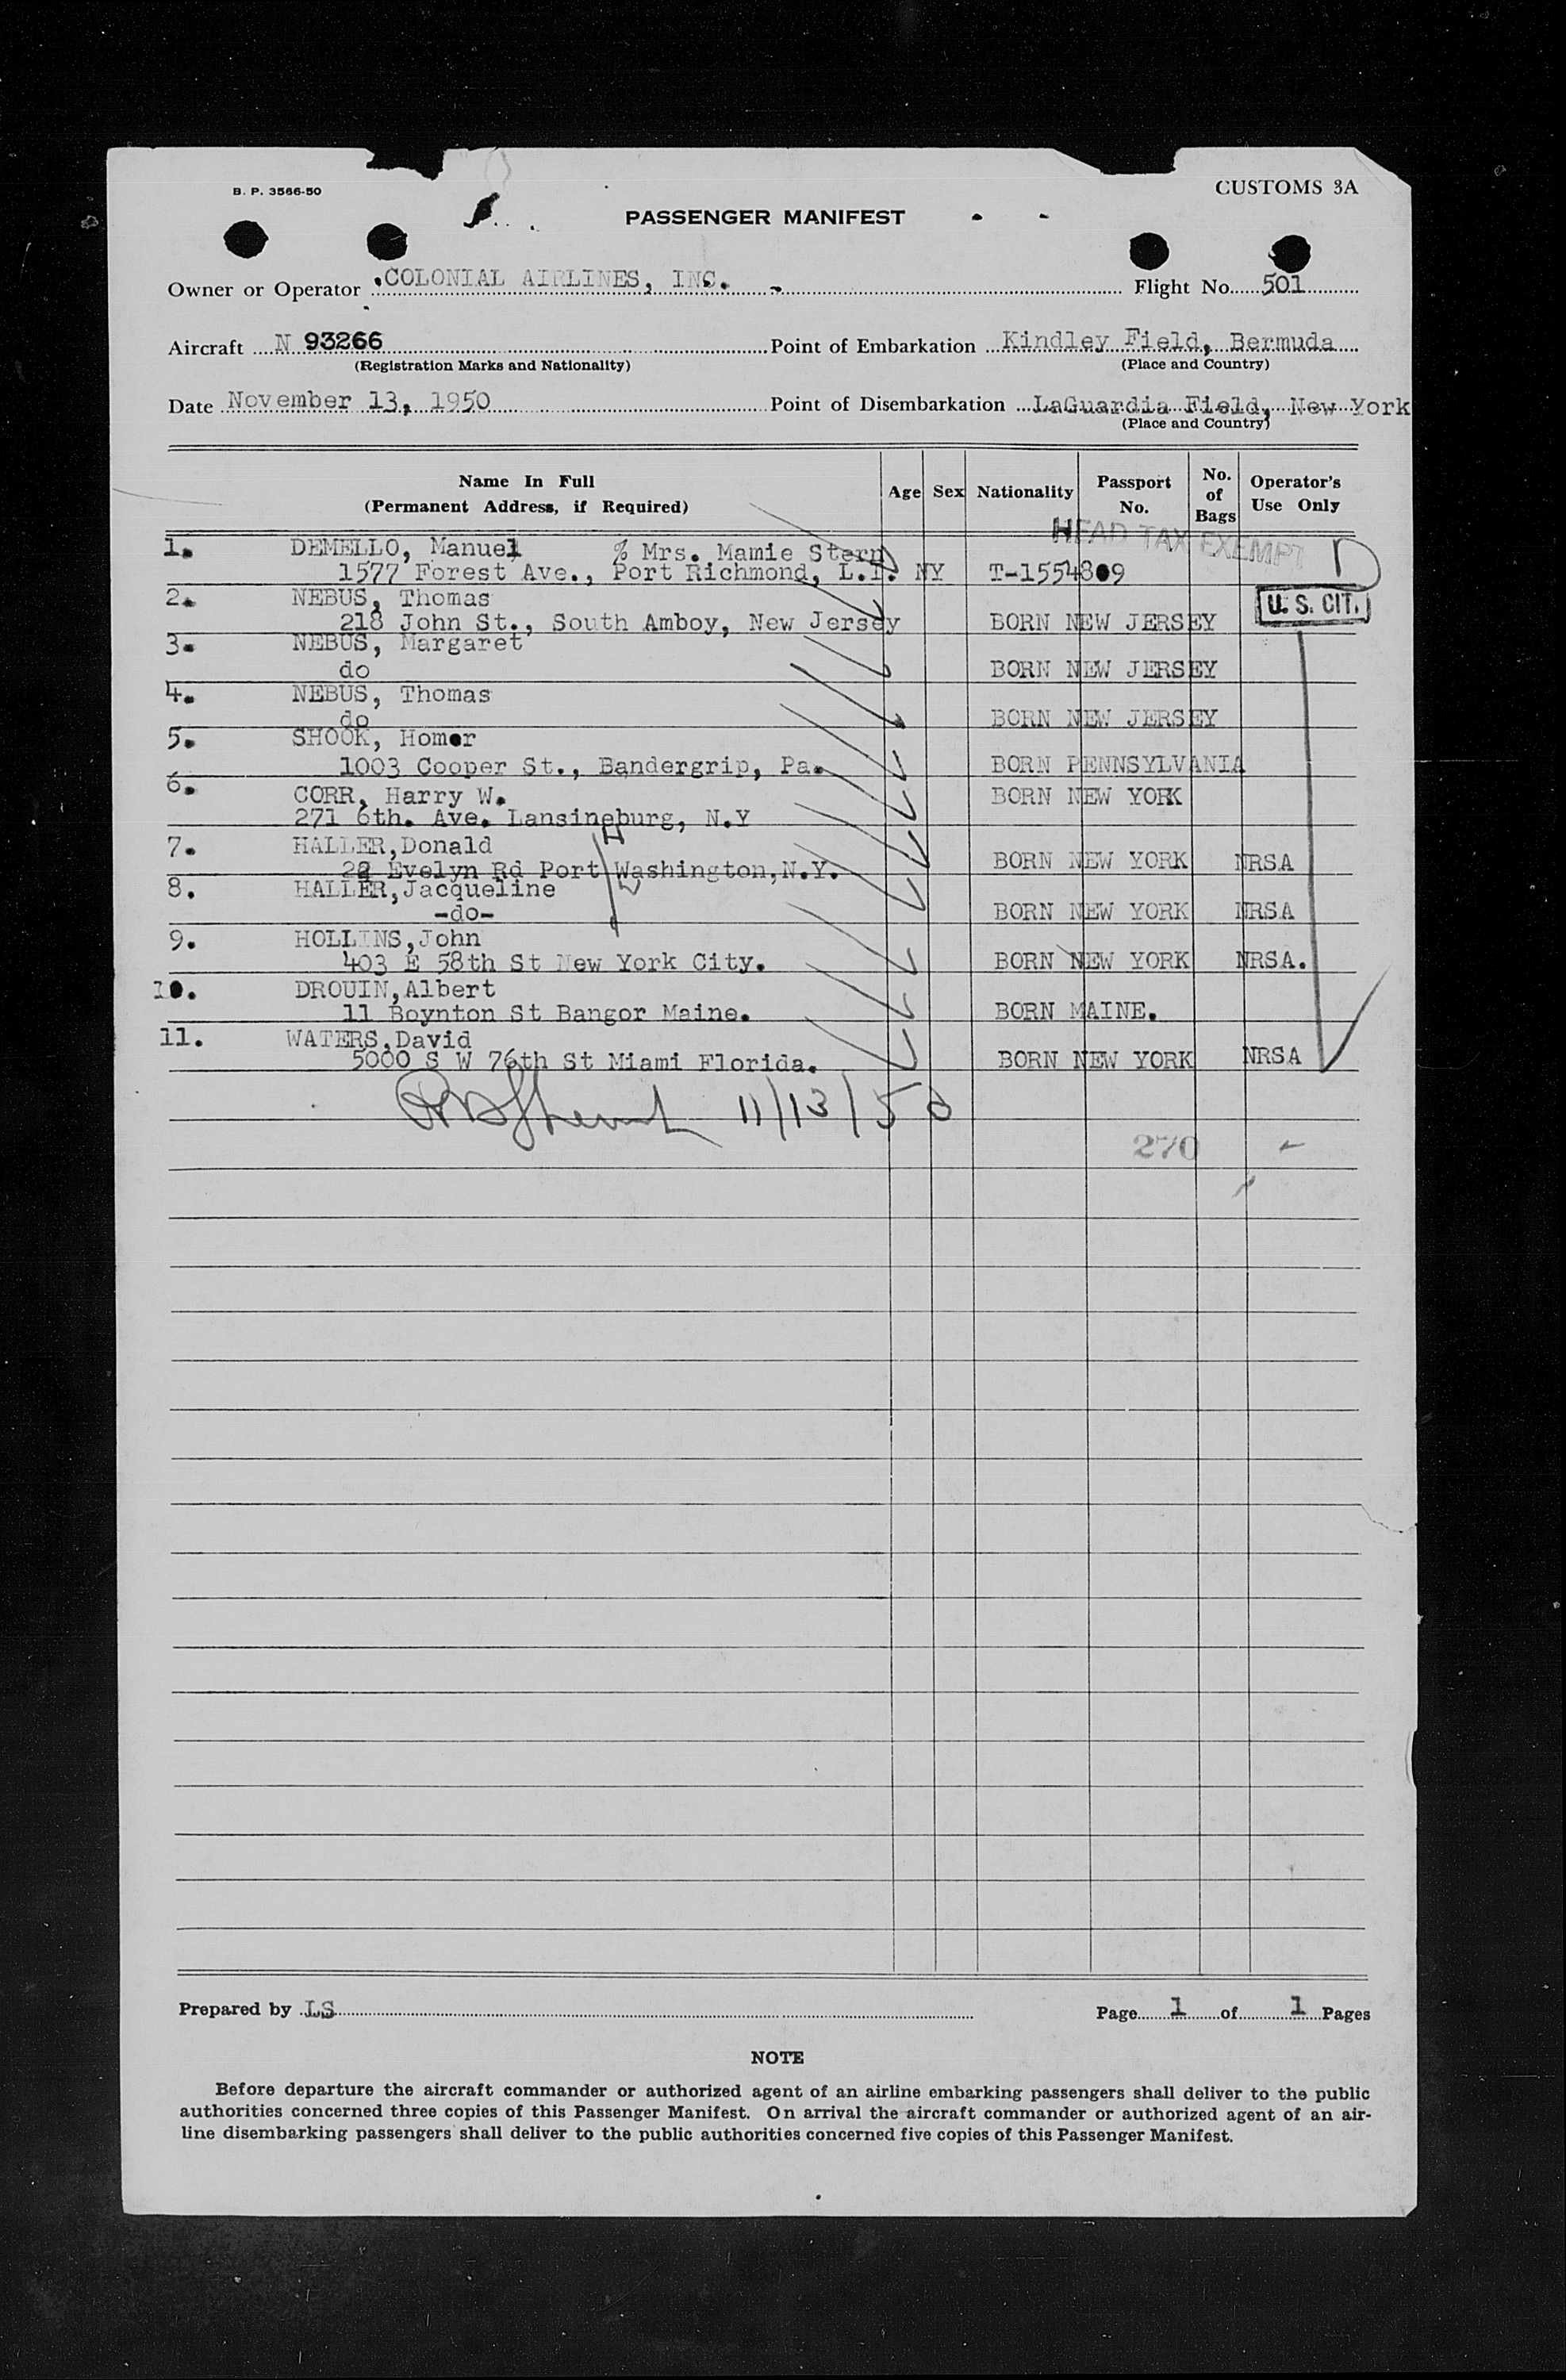 B. P. 3566-50
CUSTOMS 3A
PASSENGER MANIFEST
Owner or Operator COLONIAL AIRLINES, INC. Flight No. 501
Aircraft N 93266 Point of Embarkation Kindley Field, Bermuda
(Registration Marks and Nationality) (Place and Country)
Date November 13, 1950 Point of Disembarkation LaGuardia Field, New York
(Place and Country)
Name In Full (Permanent Address, if Required) Age Sex Nationality Passport No. No. of Bags Operator's Use Only
HEAD TAX EXEMPT
1. DEMELLO, Manuel % Mrs. Mamie Stern
1577 Forest Ave., Port Richmond, L.I. NY T-1554809
2. NEBUS, Thomas U. S. CIT.
218 John St., South Amboy, New Jersey BORN NEW JERSEY
3. NEBUS, Margaret
do BORN NEW JERSEY
4. NEBUS, Thomas
do BORN NEW JERSEY
5. SHOOK, Homer
1003 Cooper St., Bandergrip, Pa. BORN PENNSYLVANIA
6. CORR, Harry W. BORN NEW YORK
271 6th. Ave. Lansineburg, N.Y
7. HALLER,Donald
22 Evelyn Rd Port Washington,N.Y. BORN NEW YORK NRSA
8. HALLER,Jacqueline
-do- BORN NEW YORK NRSA
9. HOLLINS,John
403 E 58th St New York City. BORN NEW YORK NRSA.
10. DROUIN,Albert
11 Boynton St Bangor Maine. BORN MAINE.
11. WATERS,David
5000 S W 76th St Miami Florida. BORN NEW YORK NRSA
11/13/50
270
Prepared by LS Page 1 of 1 Pages
NOTE
Before departure the aircraft commander or authorized agent of an airline embarking passengers shall deliver to the public
authorities concerned three copies of this Passenger Manifest. On arrival the aircraft commander or authorized agent of an air-
line disembarking passengers shall deliver to the public authorities concerned five copies of this Passenger Manifest.